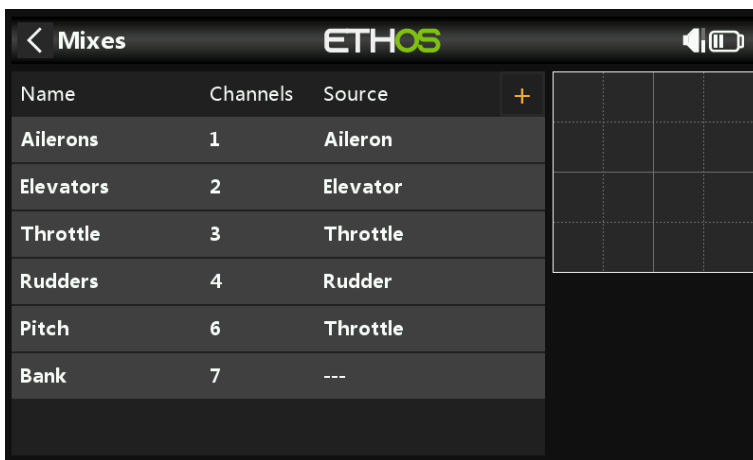 Mixes ETHOS
Name Channels Source +
Ailerons 1 Aileron
Elevators 2 Elevator
Throttle 3 Throttle
Rudders 4 Rudder
Pitch 6 Throttle
Bank 7 ---